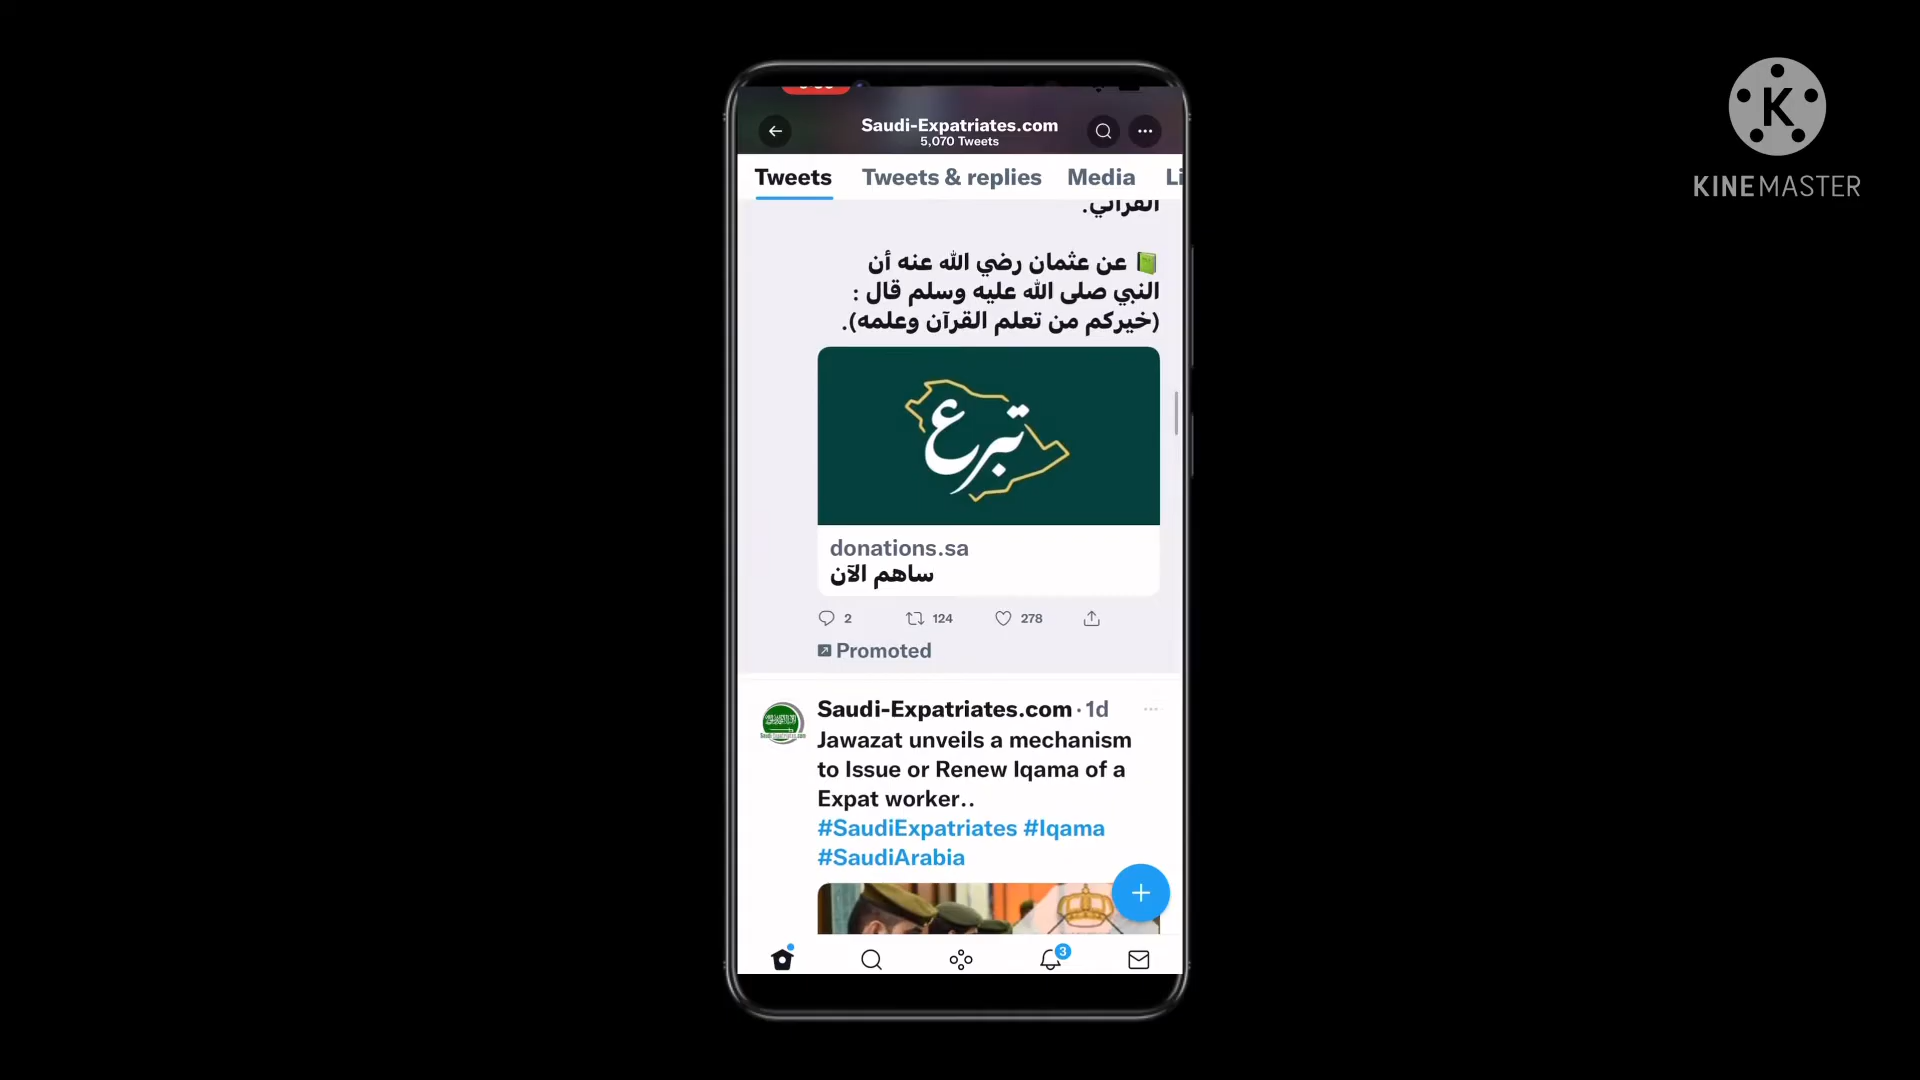 Saudi-Expatriates.com
5,070 Tweets
Tweets
Tweets & replies
Media
Li
القرآني.
عن عثمان رضي الله عنه أن
النبي صلى الله عليه وسلم قال :
(خيركم من تعلم القرآن وعلمه).
تبرع
donations.sa
ساهم الآن
2
124
278
Promoted
Saudi-Expatriates.com · 1d
Jawazat unveils a mechanism
to Issue or Renew Iqama of a
Expat worker..
#SaudiExpatriates #Iqama
#SaudiArabia
3
K
KINEMASTER